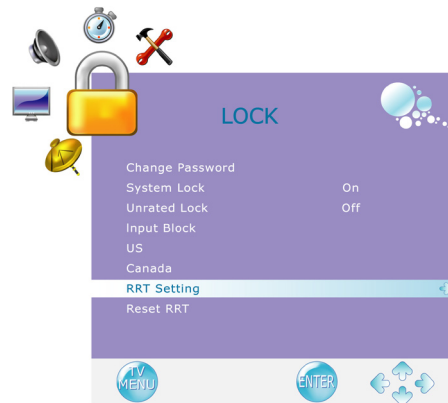 LOCK
Change Password
System Lock On
Unrated Lock Off
Input Block
US
Canada
RRT Setting
Reset RRT
TV
MENU
ENTER